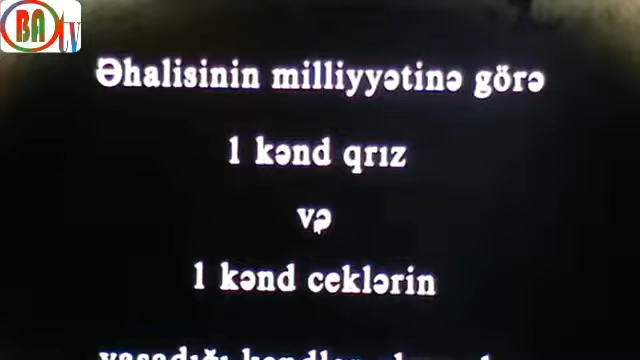 BA
TV
Əhalisinin milliyyətinə görə
1 kənd qrız
və
1 kənd ceklərin